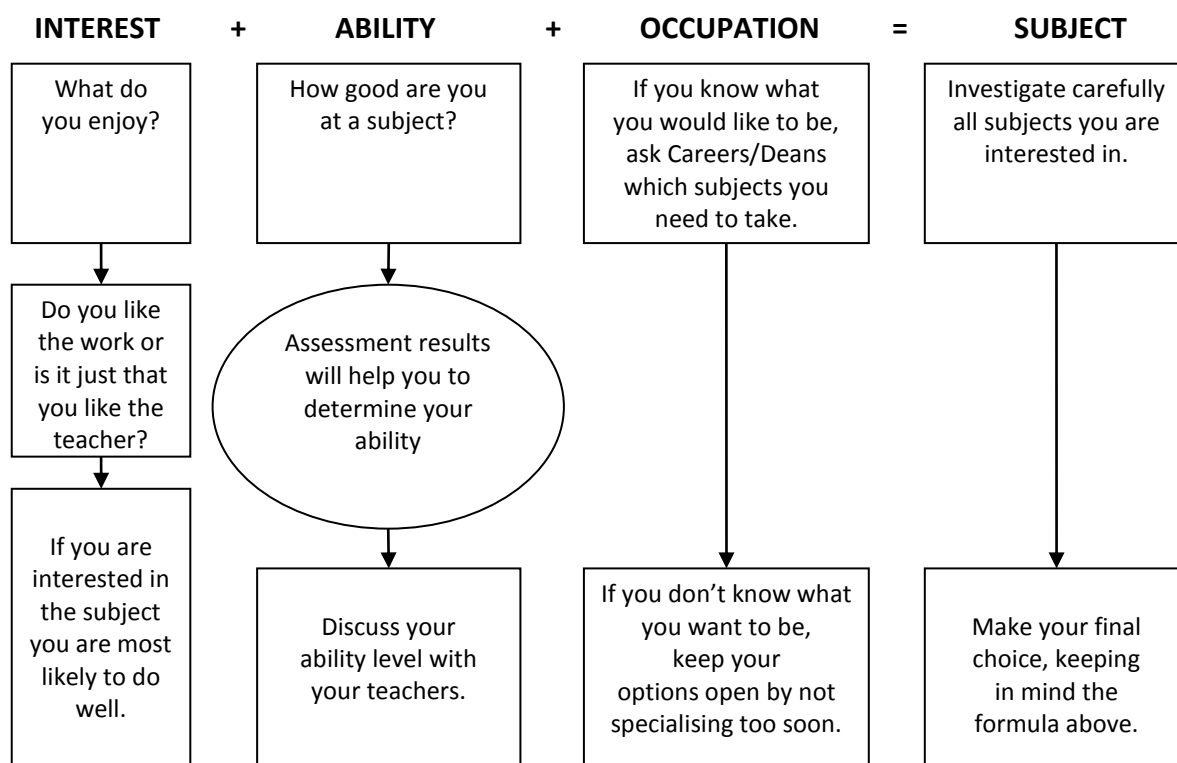 INTEREST + ABILITY + OCCUPATION = SUBJECT
What do
you enjoy?
Do you like
the work or
is it just that
you like the
teacher?
If you are
interested in
the subject
you are most
likely to do
well.
How good are you
at a subject?
Assessment results
will help you to
determine your
ability
Discuss your
ability level with
your teachers.
If you know what
you would like to be,
ask Careers/Deans
which subjects you
need to take.
If you don’t know what
you want to be,
keep your
options open by not
specialising too soon.
Investigate carefully
all subjects you are
interested in.
Make your final
choice, keeping
in mind the
formula above.